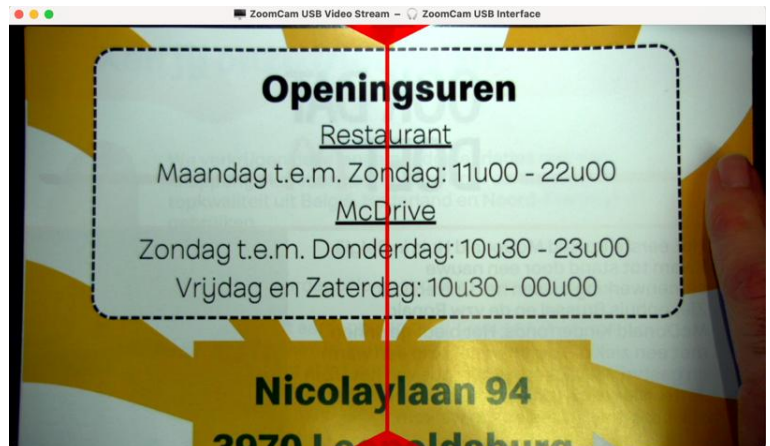 ZoomCam USB Video Stream – ZoomCam USB Interface
Openingsuren
Restaurant
Maandag t.e.m. Zondag: 11u00 - 22u00
McDrive
Zondag t.e.m. Donderdag: 10u30 - 23u00
Vrijdag en Zaterdag: 10u30 - 00u00
Nicolaylaan 94
3970